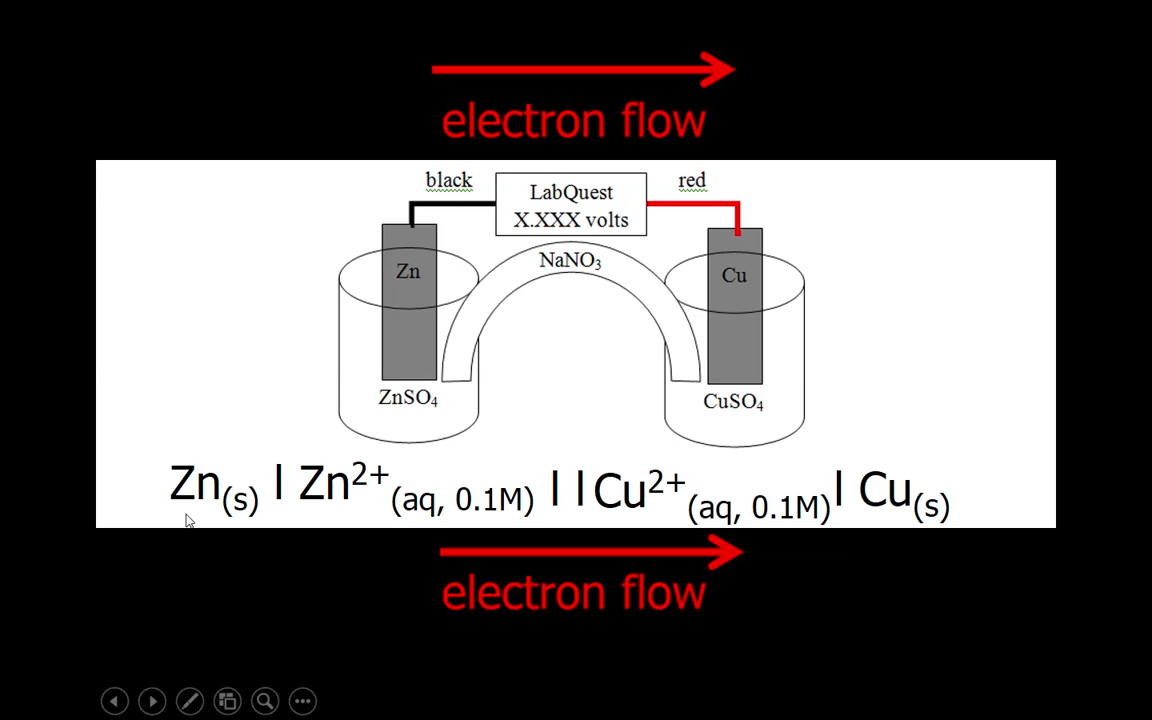 electron flow
black
LabQuest
X.XXX volts
red
NaNO₃
Zn
Cu
ZnSO₄
CuSO₄
Zn₍s₎ | Zn²⁺(aq, 0.1M) | | Cu²⁺(aq, 0.1M) | Cu(s)
electron flow